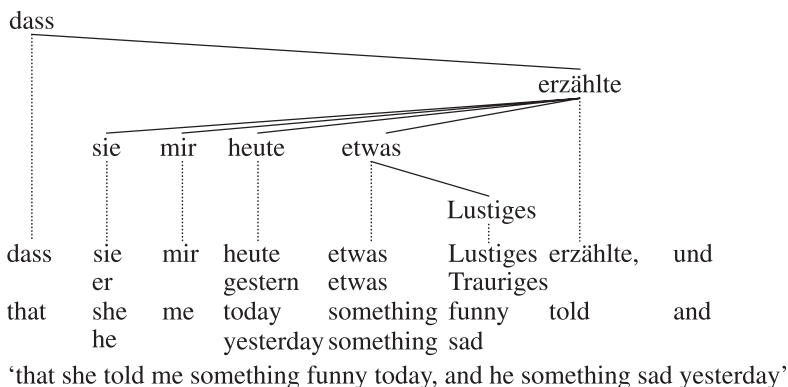 dass
erzählte
sie mir heute etwas
Lustiges
dass sie mir heute etwas Lustiges erzählte, und
er gestern etwas Trauriges
that she me today something funny told and
he yesterday something sad
‘that she told me something funny today, and he something sad yesterday’